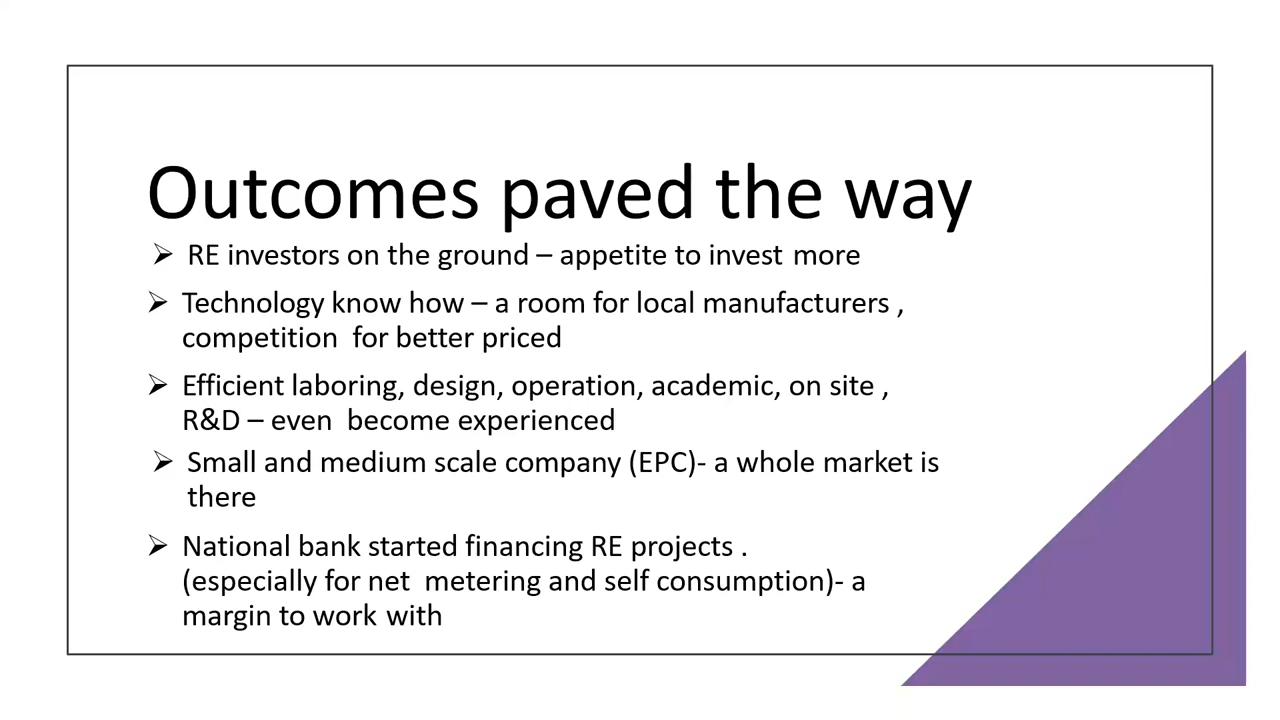 Outcomes paved the way
➢ RE investors on the ground – appetite to invest more
➢ Technology know how – a room for local manufacturers ,
competition for better priced
➢ Efficient laboring, design, operation, academic, on site ,
R&D – even become experienced
➢ Small and medium scale company (EPC)- a whole market is
there
➢ National bank started financing RE projects .
(especially for net metering and self consumption)- a
margin to work with